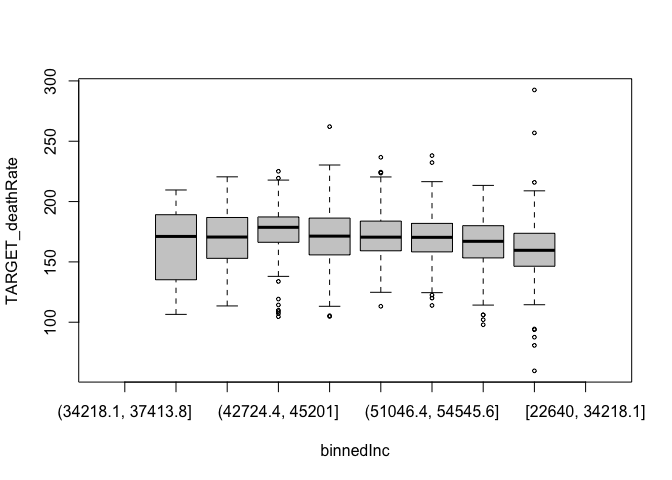 300
250
200
150
100
TARGET_deathRate
(34218.1, 37413.8] (42724.4, 45201] (51046.4, 54545.6] [22640, 34218.1]
binnedInc